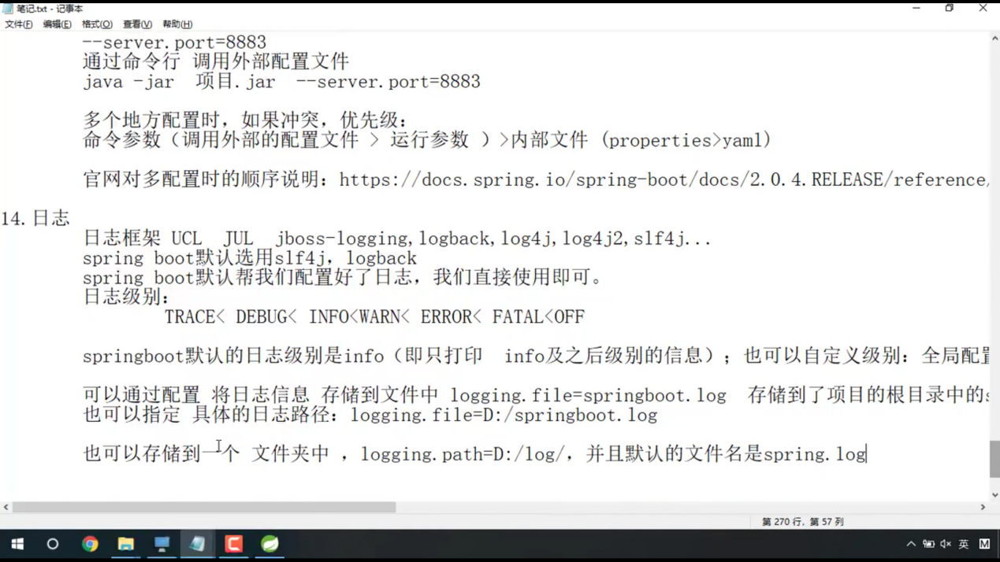 笔记.txt - 记事本
文件(F) 编辑(E) 格式(O) 查看(V) 帮助(H)
--server.port=8883
通过命令行 调用外部配置文件
java -jar 项目.jar --server.port=8883
多个地方配置时，如果冲突，优先级：
命令参数（调用外部的配置文件 > 运行参数 ）>内部文件 (properties>yaml)
官网对多配置时的顺序说明：https://docs.spring.io/spring-boot/docs/2.0.4.RELEASE/reference/
14.日志
日志框架 UCL JUL jboss-logging,logback,log4j,log4j2,slf4j...
spring boot默认选用slf4j，logback
spring boot默认帮我们配置好了日志，我们直接使用即可。
日志级别：
TRACE< DEBUG< INFO<WARN< ERROR< FATAL<OFF
springboot默认的日志级别是info（即只打印 info及之后级别的信息）；也可以自定义级别：全局配置
可以通过配置 将日志信息 存储到文件中 logging.file=springboot.log 存储到了项目的根目录中的s
也可以指定 具体的日志路径：logging.file=D:/springboot.log
也可以存储到一个 文件夹中 ，logging.path=D:/log/，并且默认的文件名是spring.log
第 270 行，第 57 列
英
M